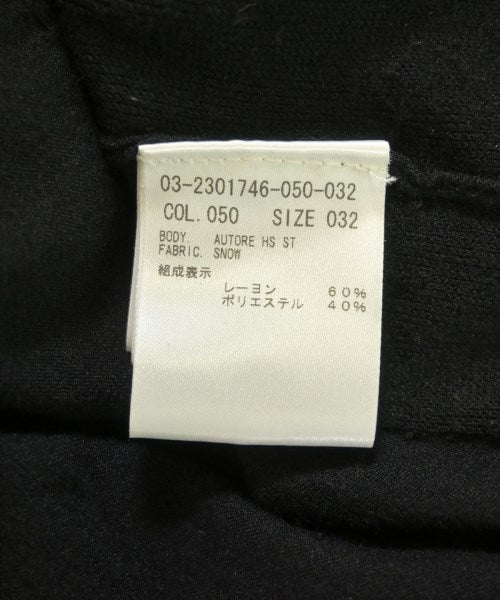 03-2301746-050-032
COL. 050 SIZE 032
BODY. AUTORE HS ST
FABRIC. SNOW
組成表示
レーヨン 60%
ポリエステル 40%